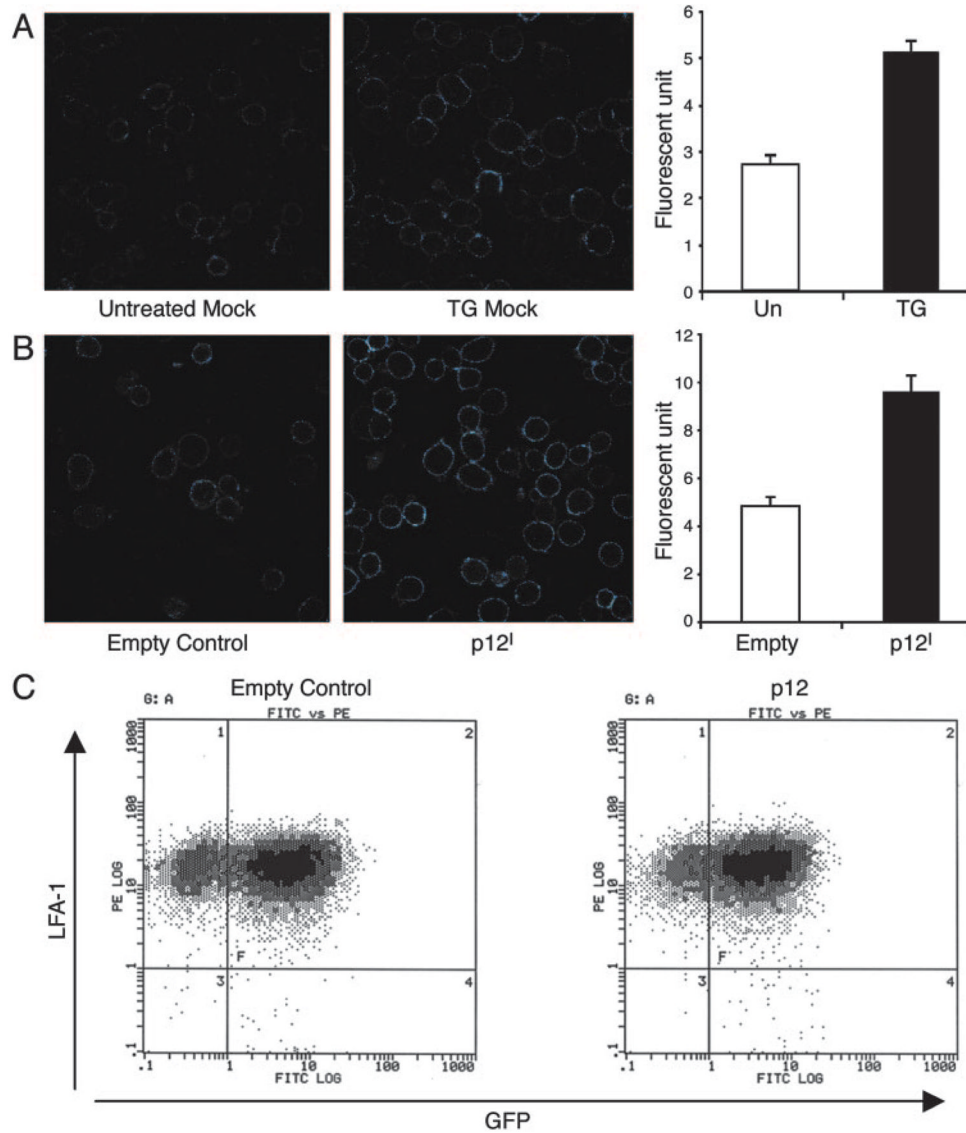 A
Untreated Mock
TG Mock
Fluorescent unit
6
5
4
3
2
1
0
Un
TG
B
Empty Control
p12ᴵ
Fluorescent unit
12
10
8
6
4
2
0
Empty
p12ᴵ
C
Empty Control
G: A
FITC vs PE
1
2
3
4
F
PE LOG
1000
100
10
1
.1
.1
1
10
100
1000
FITC LOG
p12
G: A
FITC vs PE
1
2
3
4
F
PE LOG
1000
100
10
1
.1
.1
1
10
100
1000
FITC LOG
LFA-1
GFP